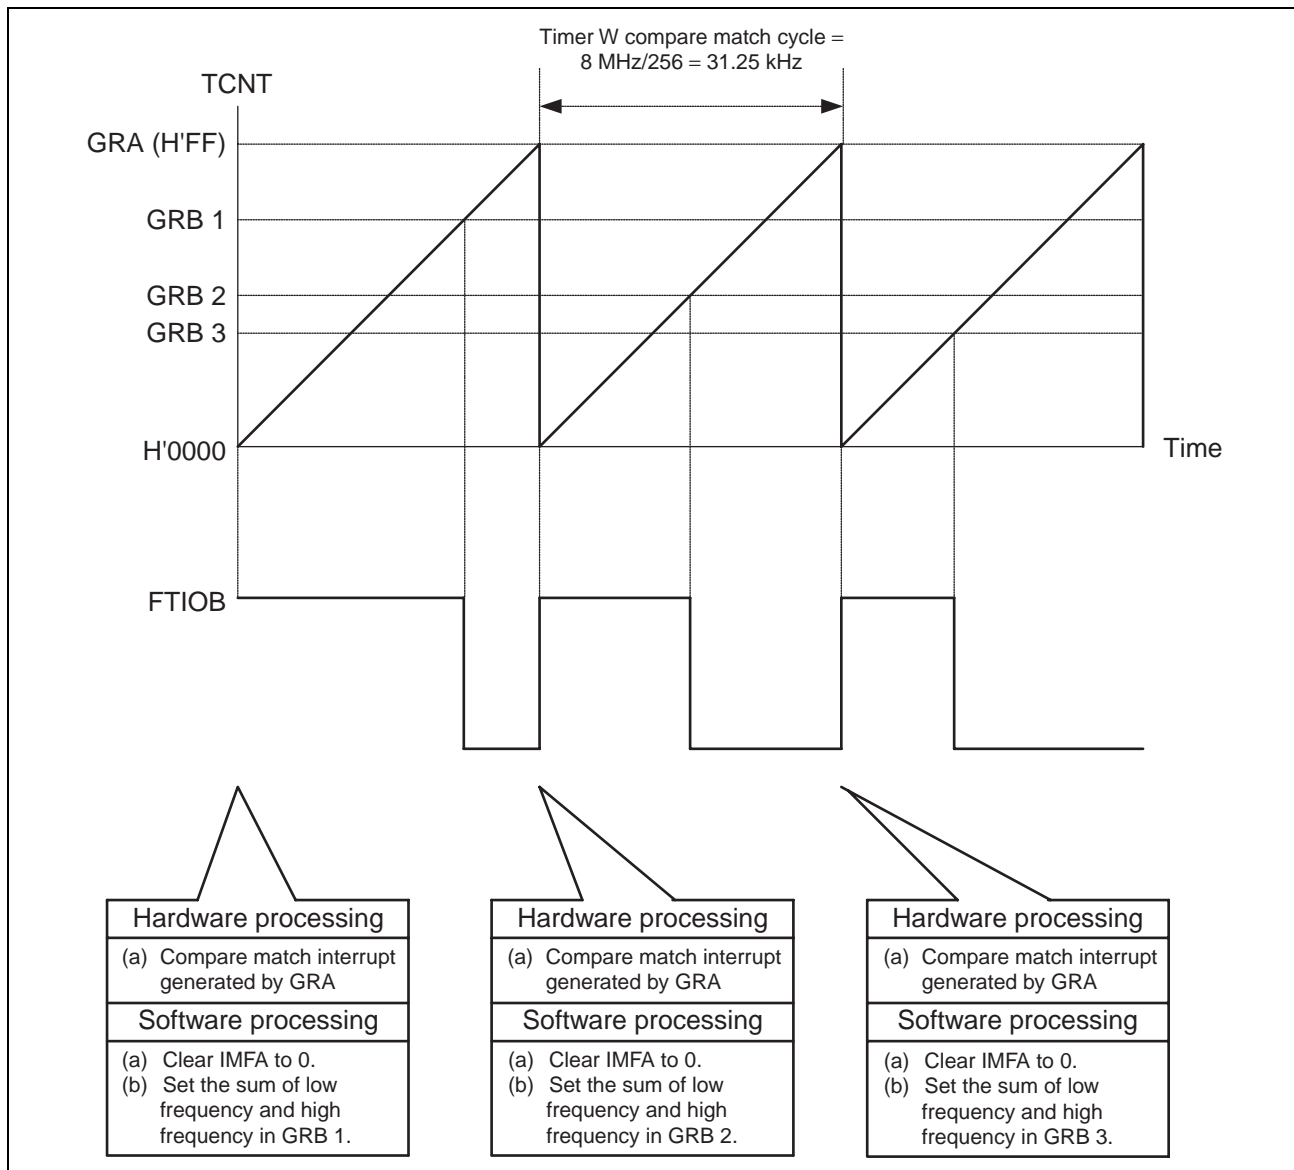 Timer W compare match cycle =
8 MHz/256 = 31.25 kHz
TCNT
GRA (H'FF)
GRB 1
GRB 2
GRB 3
H'0000
Time
FTIOB
Hardware processing
(a) Compare match interrupt
generated by GRA
Software processing
(a) Clear IMFA to 0.
(b) Set the sum of low
frequency and high
frequency in GRB 1.
Hardware processing
(a) Compare match interrupt
generated by GRA
Software processing
(a) Clear IMFA to 0.
(b) Set the sum of low
frequency and high
frequency in GRB 2.
Hardware processing
(a) Compare match interrupt
generated by GRA
Software processing
(a) Clear IMFA to 0.
(b) Set the sum of low
frequency and high
frequency in GRB 3.